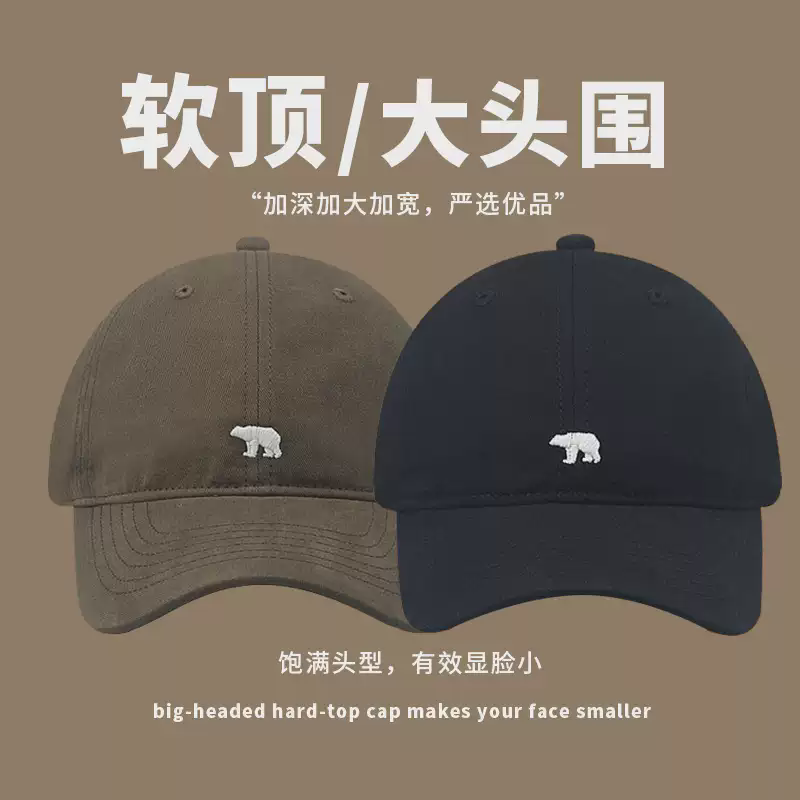 软顶/大头围
“加深加大加宽，严选优品”
饱满头型，有效显脸小
big-headed hard-top cap makes your face smaller